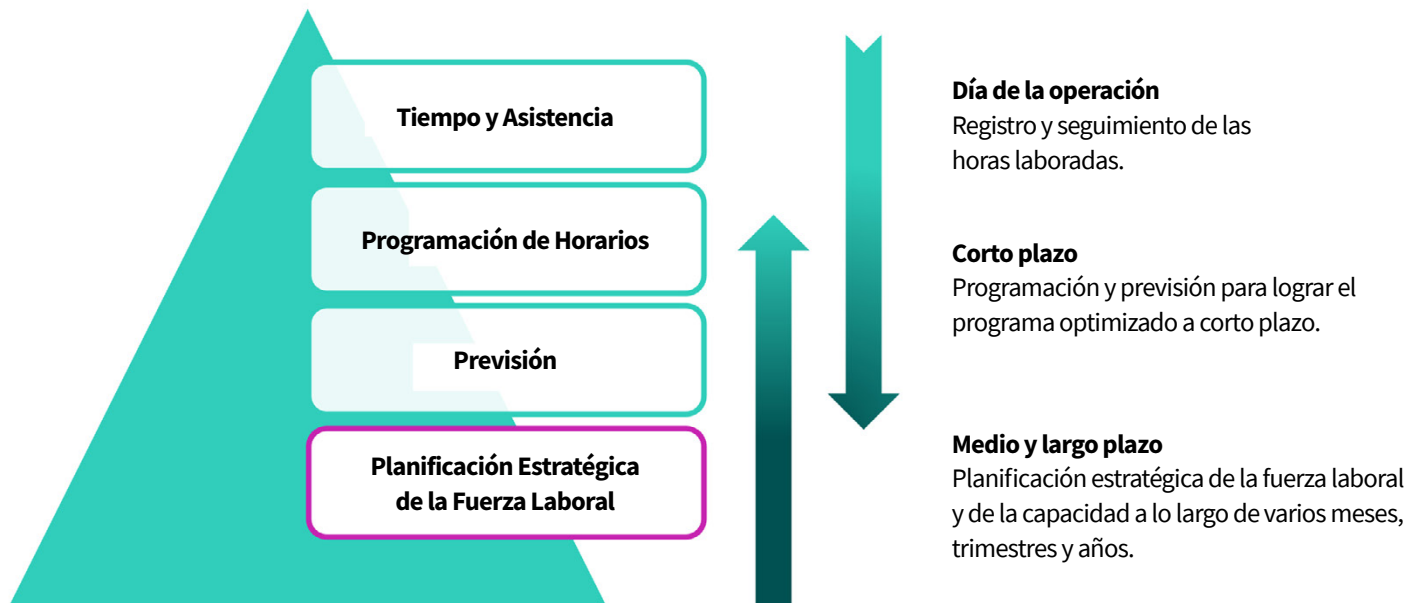 Tiempo y Asistencia
Programación de Horarios
Previsión
Planificación Estratégica
de la Fuerza Laboral
Día de la operación
Registro y seguimiento de las
horas laboradas.
Corto plazo
Programación y previsión para lograr el
programa optimizado a corto plazo.
Medio y largo plazo
Planificación estratégica de la fuerza laboral
y de la capacidad a lo largo de varios meses,
trimestres y años.